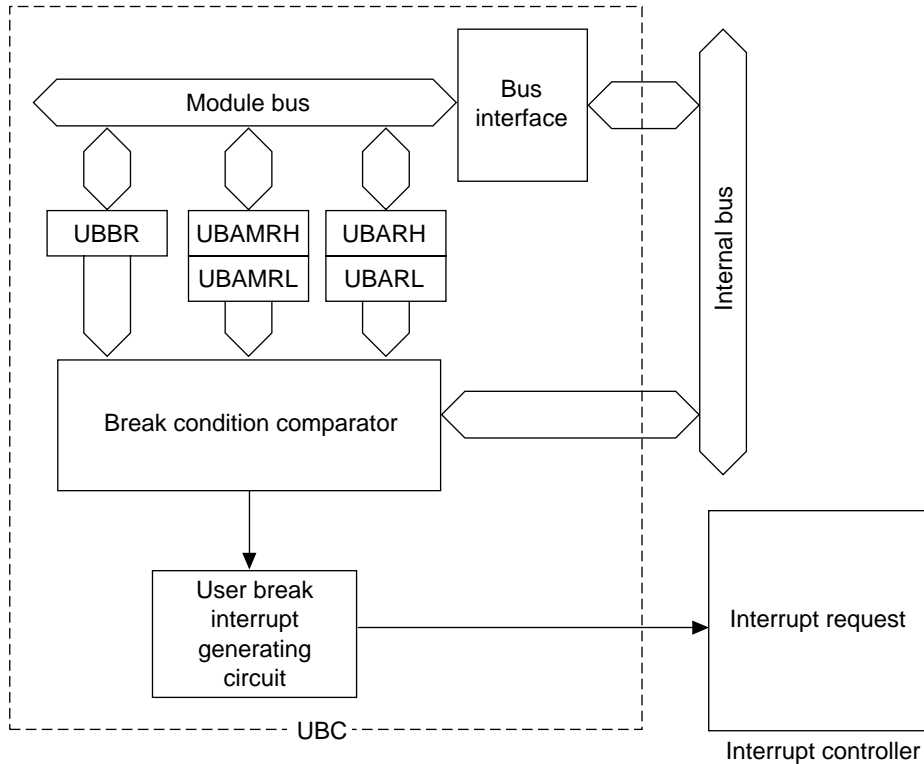 Module bus
Bus
interface
UBBR
UBAMRH
UBARH
UBAMRL
UBARL
Internal bus
Break condition comparator
User break
interrupt
generating
circuit
Interrupt request
UBC
Interrupt controller